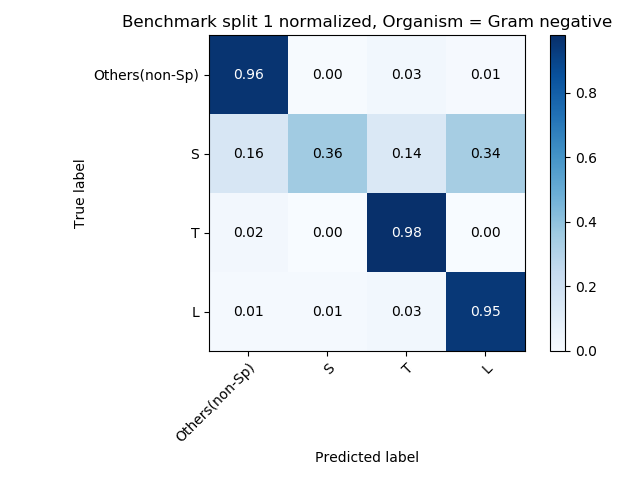 Benchmark split 1 normalized, Organism = Gram negative
Others(non-Sp) 0.96 0.00 0.03 0.01
S 0.16 0.36 0.14 0.34
T 0.02 0.00 0.98 0.00
L 0.01 0.01 0.03 0.95
True label
Others(non-Sp) S T L
Predicted label
0.8
0.6
0.4
0.2
0.0